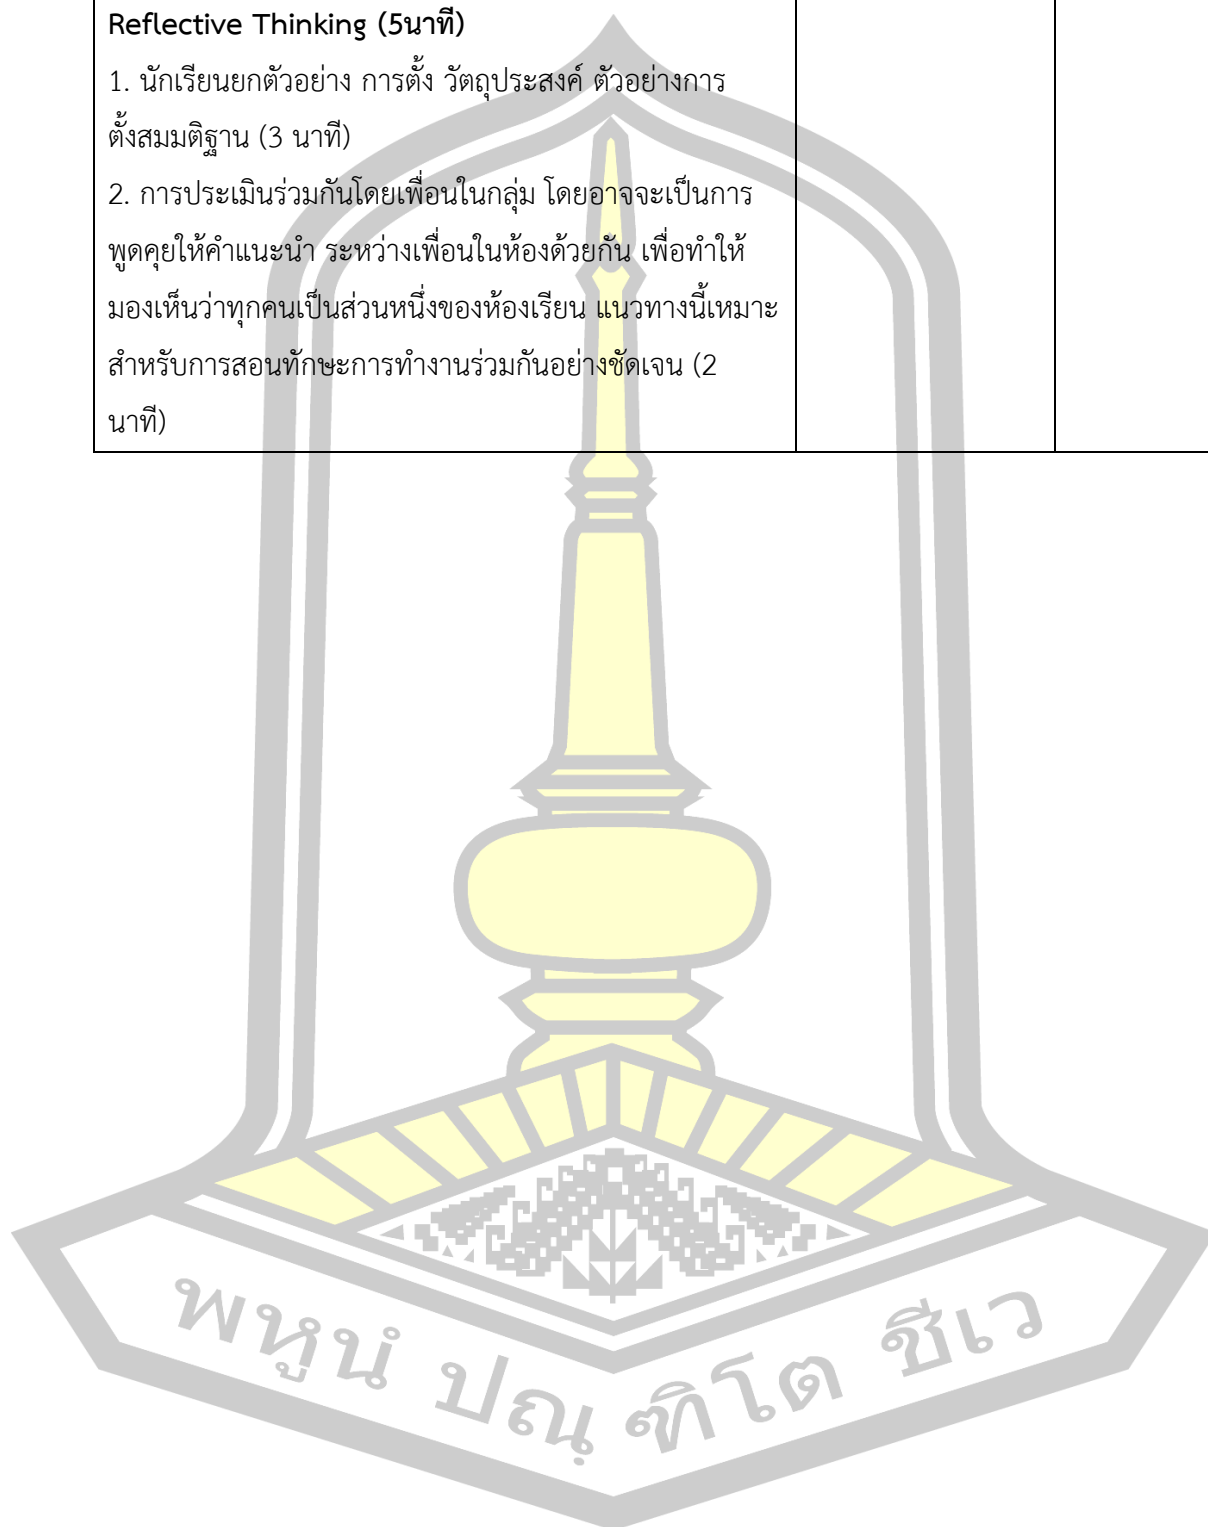 Reflective Thinking (5นาที)
1. นักเรียนยกตัวอย่าง การตั้ง วัตถุประสงค์ ตัวอย่างการ
ตั้งสมมติฐาน (3 นาที)
2. การประเมินร่วมกันโดยเพื่อนในกลุ่ม โดยอาจจะเป็นการ
พูดคุยให้คำแนะนำ ระหว่างเพื่อนในห้องด้วยกัน เพื่อทำให้
มองเห็นว่าทุกคนเป็นส่วนหนึ่งของห้องเรียน แนวทางนี้เหมาะ
สำหรับการสอนทักษะการทำงานร่วมกันอย่างชัดเจน (2
นาที)
พหูนํ ปณฺฑิโต ชีเว